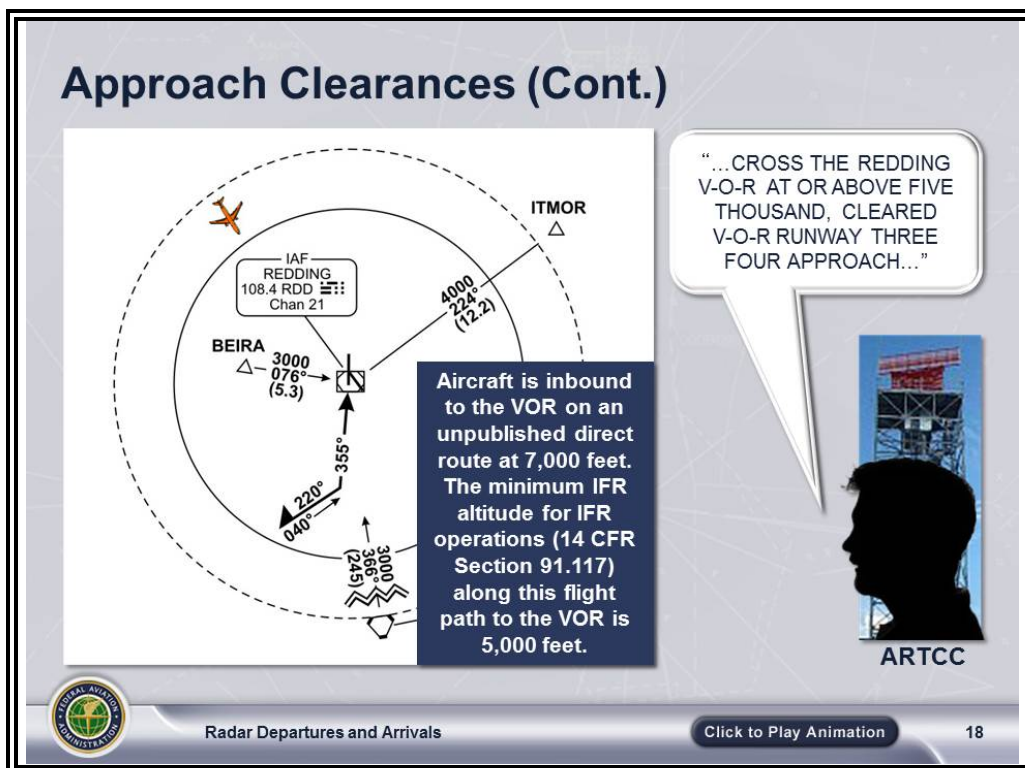 Approach Clearances (Cont.)
“…CROSS THE REDDING
V-O-R AT OR ABOVE FIVE
THOUSAND, CLEARED
V-O-R RUNWAY THREE
FOUR APPROACH…”
ITMOR
IAF
REDDING
108.4 RDD
Chan 21
4000
224°
(12.2)
BEIRA
3000
076°
(5.3)
355°
220°
040°
3000
366°
(245)
Aircraft is inbound
to the VOR on an
unpublished direct
route at 7,000 feet.
The minimum IFR
altitude for IFR
operations (14 CFR
Section 91.117)
along this flight
path to the VOR is
5,000 feet.
ARTCC
FEDERAL AVIATION
ADMINISTRATION
Radar Departures and Arrivals
Click to Play Animation
18